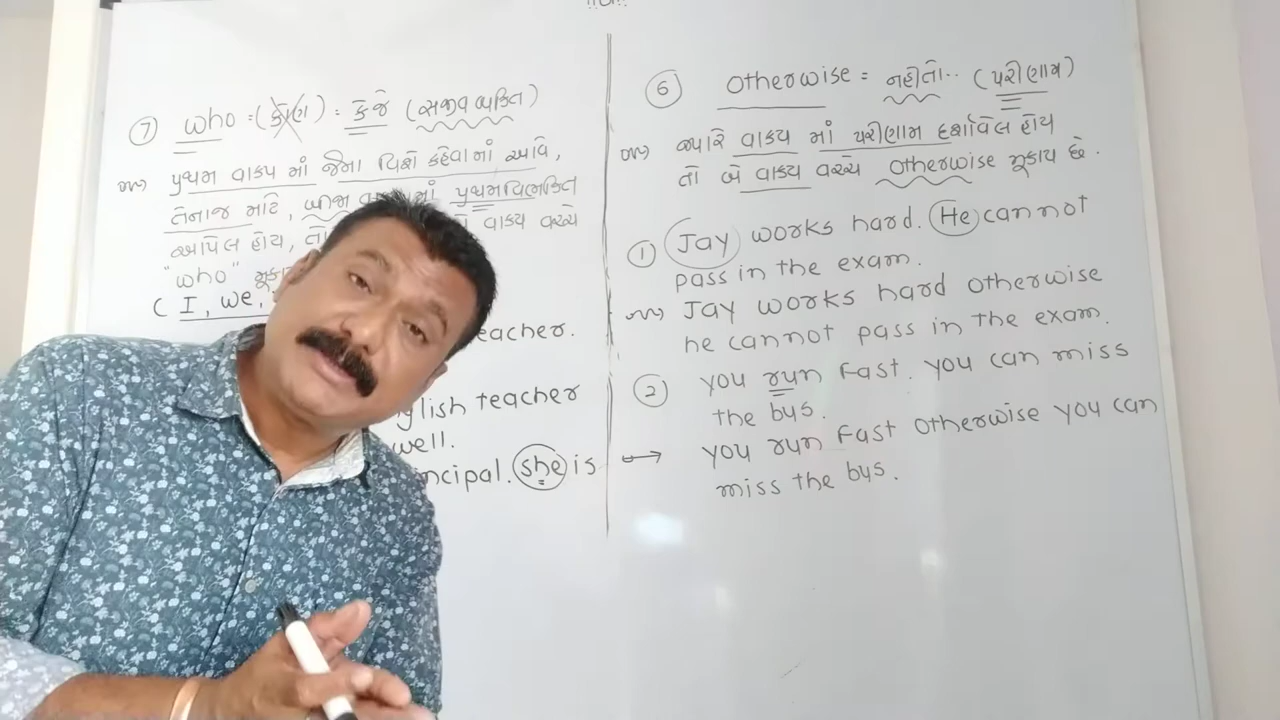 ⑦ who = (કોણ) : કે જે (સજીવ વ્યક્તિ)
પ્રથમ વાક્ય માં જેના વિશે કહેવામાં આવે,
તેનાજ માટે, બીજા માં પ્રથમવિભક્તિ
આપેલ હોય, વાક્ય વચ્ચે
"who"
( I, we,
eacher.
glish teacher
well.
ncipal. she is
⑥ Otherwise = નહીતો.. (પરીણામ)
જ્યારે વાક્ય માં પરીણામ દર્શાવેલ હોય
તો બે વાક્ય વચ્ચે otherwise મૂકાય છે.
① Jay works hard. He cannot
pass in the exam.
Jay works hard otherwise
he cannot pass in the exam.
② you run fast. you can miss
the bus.
→ you run fast otherwise you can
miss the bus.